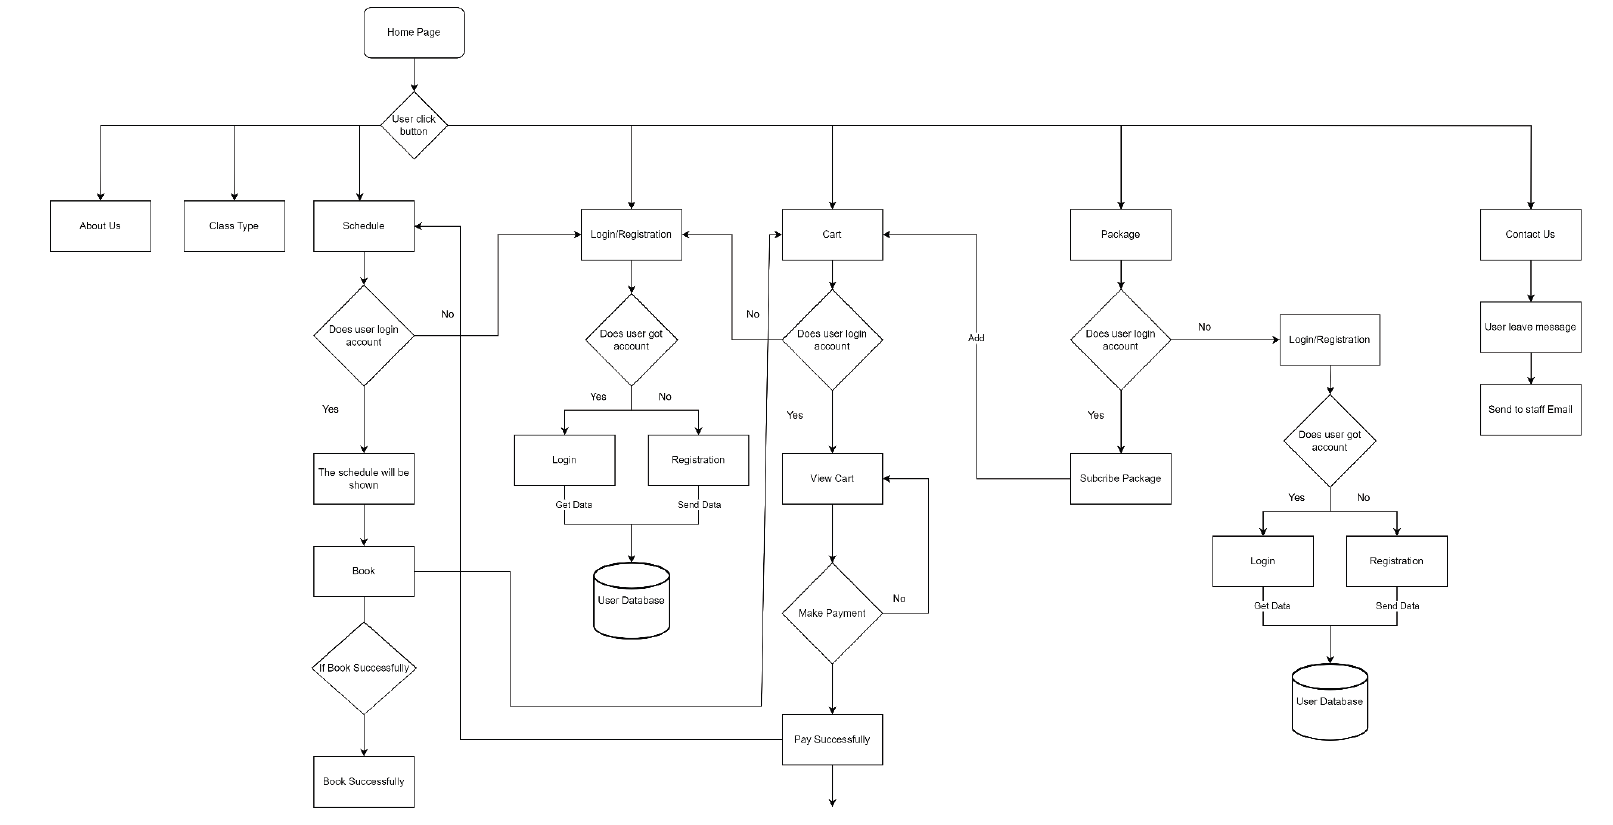 Home Page
User click
button
About Us
Class Type
Schedule
Login/Registration
Cart
Package
Contact Us
Does user login
account
No
Does user got
account
No
Does user login
account
Add
Does user login
account
No
Login/Registration
User leave message
Send to staff Email
Yes
Yes
No
Yes
Yes
Does user got
account
The schedule will be
shown
Login
Registration
View Cart
Subcribe Package
Get Data
Send Data
Yes
No
Book
User Database
Make Payment
No
Login
Registration
Get Data
Send Data
If Book Successfully
User Database
Pay Successfully
Book Successfully